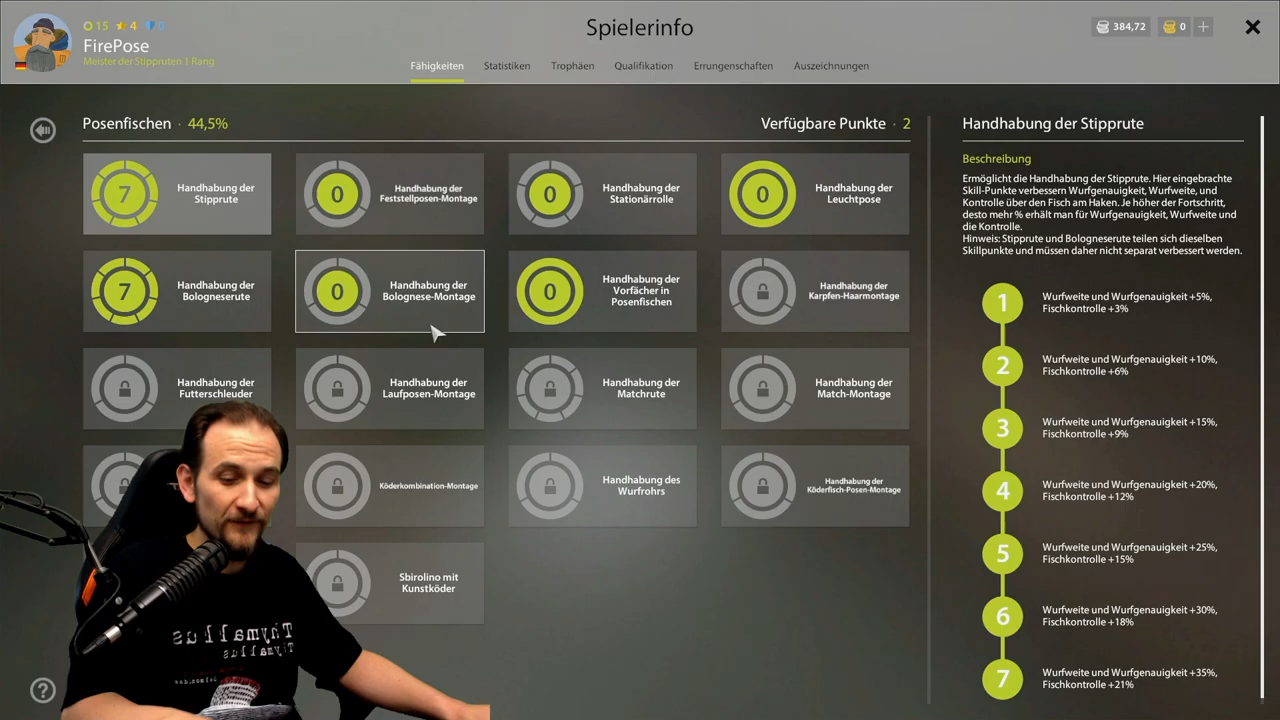 15 4 0
FirePose
Meister der Stippruten 1 Rang
Spielerinfo
384,72 0 +
Fähigkeiten Statistiken Trophäen Qualifikation Errungenschaften Auszeichnungen
Posenfischen · 44,5%
Verfügbare Punkte · 2
7 Handhabung der
Stipprute
0 Handhabung der
Feststellposen-Montage
0 Handhabung der
Stationärrolle
0 Handhabung der
Leuchtpose
7 Handhabung der
Bologneserute
0 Handhabung der
Bolognese-Montage
0 Handhabung der
Vorfächer in
Posenfischen
Handhabung der
Karpfen-Haarmontage
Handhabung der
Futterschleuder
Handhabung der
Laufposen-Montage
Handhabung der
Matchrute
Handhabung der
Match-Montage
Köderkombination-Montage
Handhabung des
Wurfrohrs
Handhabung der
Köderfisch-Posen-Montage
Sbirolino mit
Kunstköder
Handhabung der Stipprute
Beschreibung
Ermöglicht die Handhabung der Stipprute. Hier eingebrachte
Skill-Punkte verbessern Wurfgenauigkeit, Wurfweite, und
Kontrolle über den Fisch am Haken. Je höher der Fortschritt,
desto mehr % erhält man für Wurfgenauigkeit, Wurfweite und
die Kontrolle.
Hinweis: Stipprute und Bologneserute teilen sich dieselben
Skillpunkte und müssen daher nicht separat verbessert werden.
1 Wurfweite und Wurfgenauigkeit +5%,
Fischkontrolle +3%
2 Wurfweite und Wurfgenauigkeit +10%,
Fischkontrolle +6%
3 Wurfweite und Wurfgenauigkeit +15%,
Fischkontrolle +9%
4 Wurfweite und Wurfgenauigkeit +20%,
Fischkontrolle +12%
5 Wurfweite und Wurfgenauigkeit +25%,
Fischkontrolle +15%
6 Wurfweite und Wurfgenauigkeit +30%,
Fischkontrolle +18%
7 Wurfweite und Wurfgenauigkeit +35%,
Fischkontrolle +21%
?
Thymallus